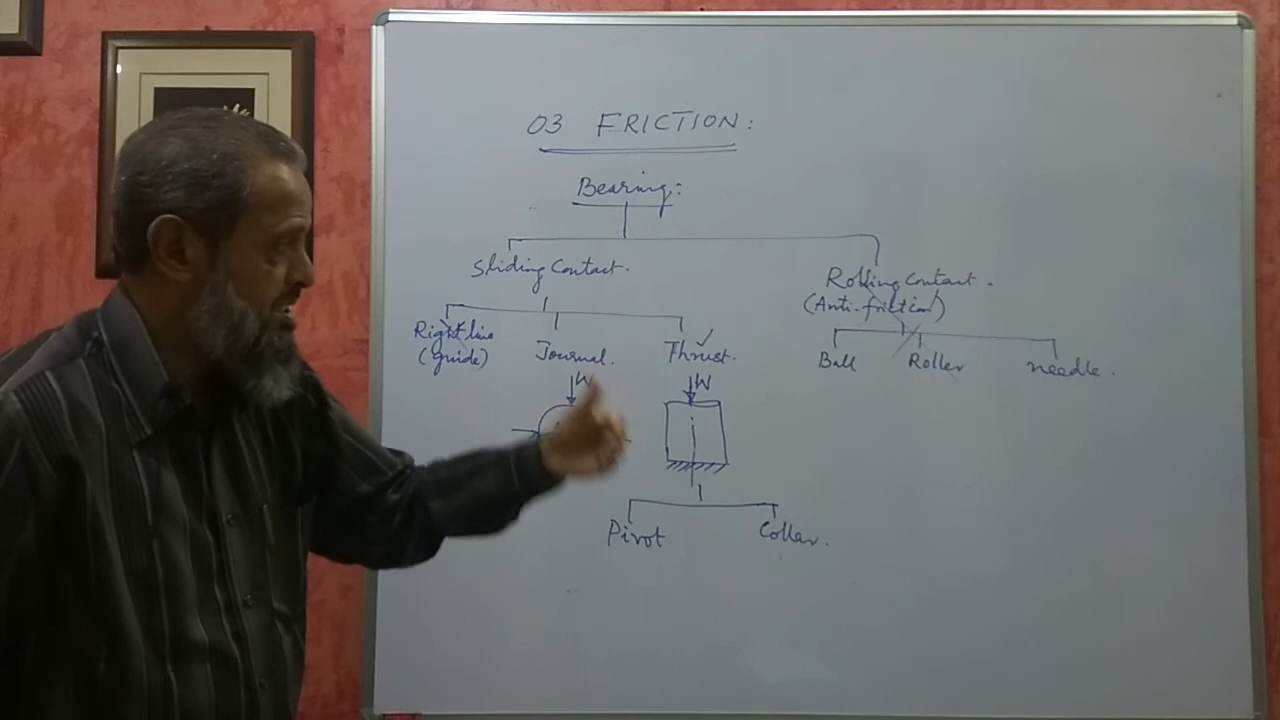 03 FRICTION:
Bearing:
Sliding Contact.
Rolling Contact.
(Anti-friction)
Right line
(guide)
Journal.
Thrust.
Ball
Roller
needle.
W
W
Pivot
Collar.